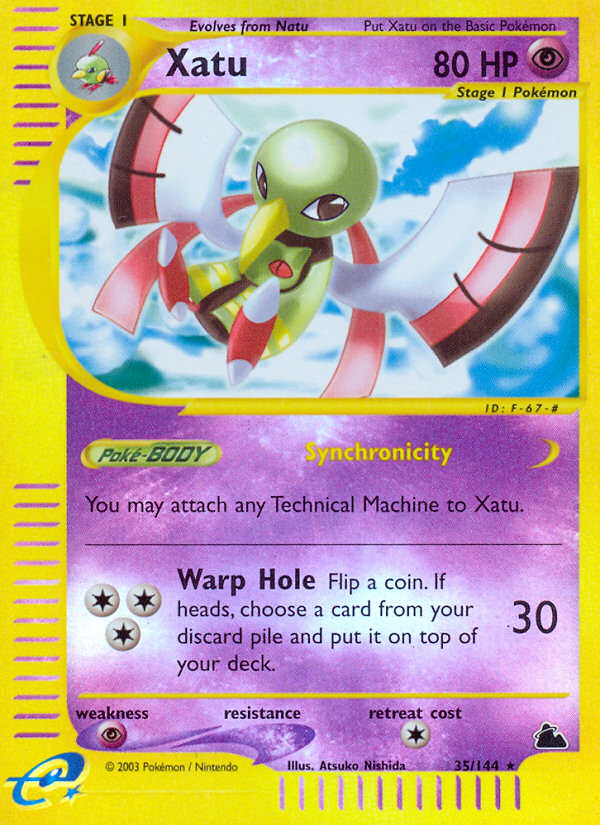 STAGE 1
Evolves from Natu
Put Xatu on the Basic Pokémon
Xatu
80 HP
Stage 1 Pokémon
ID: F-67-#
Poké-BODY
Synchronicity
You may attach any Technical Machine to Xatu.
Warp Hole Flip a coin. If
heads, choose a card from your
discard pile and put it on top of
your deck.
30
weakness
resistance
retreat cost
© 2003 Pokémon / Nintendo
Illus. Atsuko Nishida
35/144 ★
e